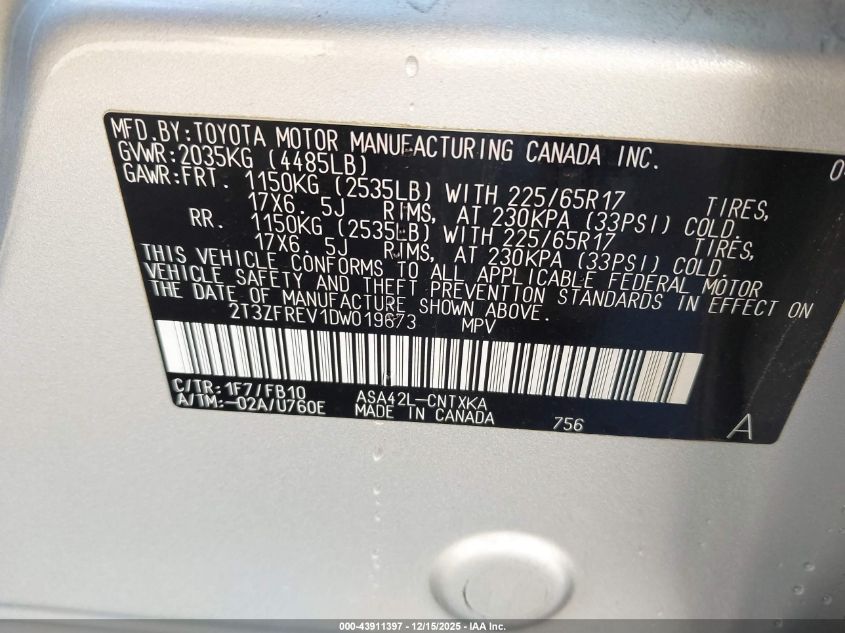 MFD.BY:TOYOTA MOTOR MANUFACTURING CANADA INC.
GVWR:2035KG (4485LB)
GAWR:FRT. 1150KG (2535LB) WITH 225/65R17 TIRES,
17X6.5J RIMS, AT 230KPA (33PSI) COLD.
RR. 1150KG (2535LB) WITH 225/65R17 TIRES,
17X6.5J RIMS, AT 230KPA (33PSI) COLD.
THIS VEHICLE CONFORMS TO ALL APPLICABLE FEDERAL MOTOR
VEHICLE SAFETY AND THEFT PREVENTION STANDARDS IN EFFECT ON
THE DATE OF MANUFACTURE SHOWN ABOVE.
2T3ZFREV1DW019673 MPV
C/TR:1F7/FB10 ASA42L-CNTXKA
A/TM:-02A/U760E MADE IN CANADA 756 A
000-43911397 - 12/15/2025 - IAA Inc.